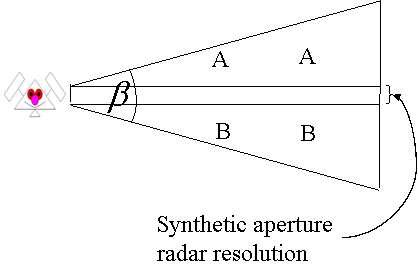 A A
β
B B
Synthetic aperture
radar resolution